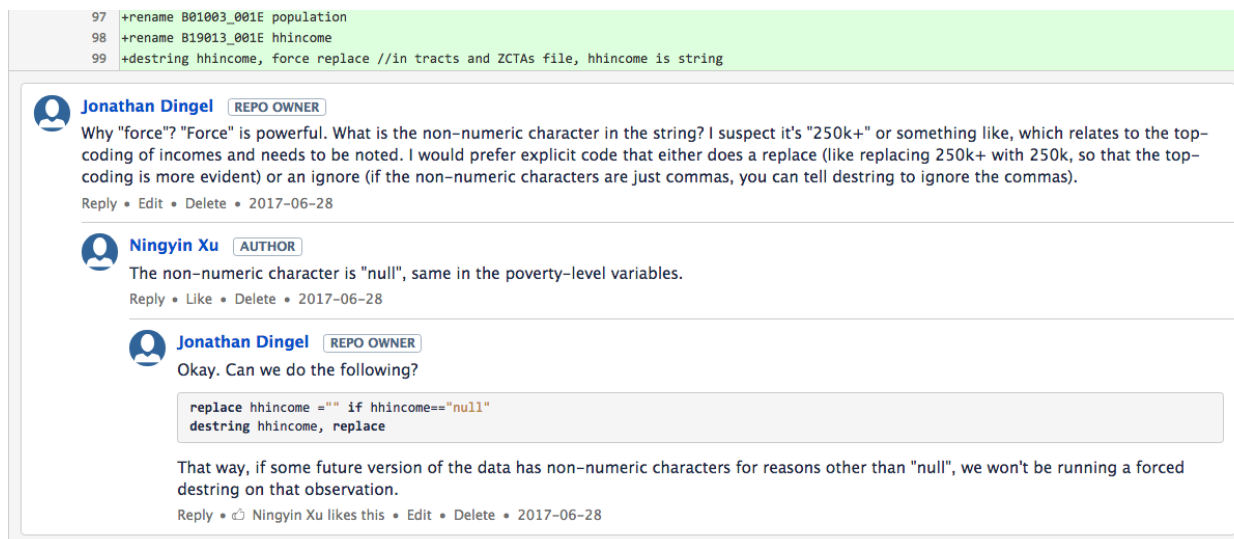 97 +rename B01003_001E population
98 +rename B19013_001E hhincome
99 +destring hhincome, force replace //in tracts and ZCTAs file, hhincome is string
Jonathan Dingel REPO OWNER
Why "force"? "Force" is powerful. What is the non-numeric character in the string? I suspect it's "250k+" or something like, which relates to the top-
coding of incomes and needs to be noted. I would prefer explicit code that either does a replace (like replacing 250k+ with 250k, so that the top-
coding is more evident) or an ignore (if the non-numeric characters are just commas, you can tell destring to ignore the commas).
Reply • Edit • Delete • 2017-06-28
Ningyin Xu AUTHOR
The non-numeric character is "null", same in the poverty-level variables.
Reply • Like • Delete • 2017-06-28
Jonathan Dingel REPO OWNER
Okay. Can we do the following?
replace hhincome ="" if hhincome=="null"
destring hhincome, replace
That way, if some future version of the data has non-numeric characters for reasons other than "null", we won't be running a forced
destring on that observation.
Reply • Ningyin Xu likes this • Edit • Delete • 2017-06-28